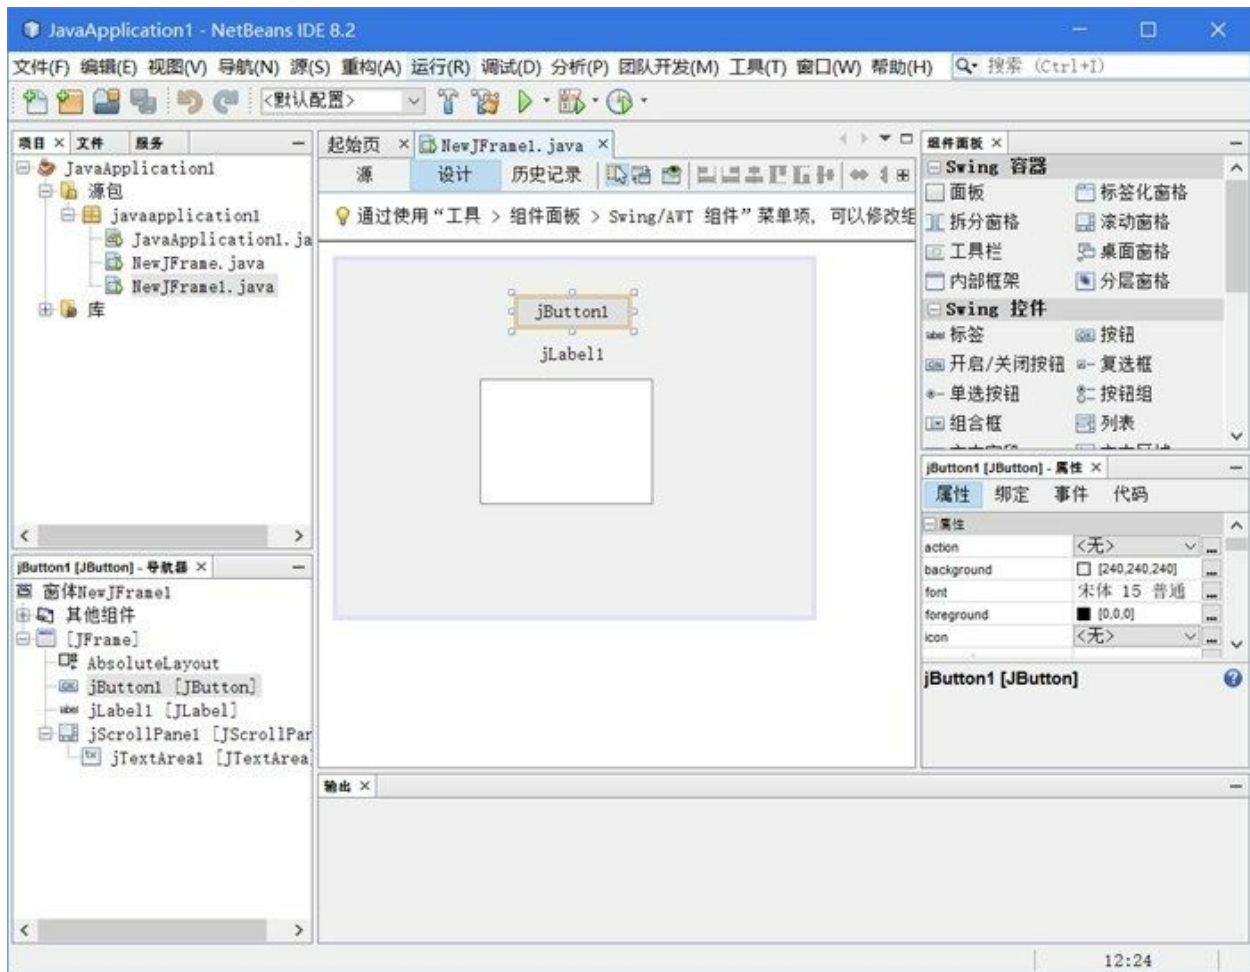 JavaApplication1 - NetBeans IDE 8.2
文件(F) 编辑(E) 视图(V) 导航(N) 源(S) 重构(A) 运行(R) 调试(D) 分析(P) 团队开发(M) 工具(T) 窗口(W) 帮助(H) 搜索 (Ctrl+I)
<默认配置>
项目 文件 服务
JavaApplication1
源包
javaapplication1
JavaApplication1.ja
NewJFrame.java
NewJFrame1.java
库
起始页 NewJFrame1.java
源 设计 历史记录
通过使用“工具 > 组件面板 > Swing/AWT 组件”菜单项, 可以修改组
jButton1
jLabel1
组件面板
Swing 容器
面板 标签化窗格
拆分窗格 滚动窗格
工具栏 桌面窗格
内部框架 分层窗格
Swing 控件
label 标签 OK 按钮
ON 开启/关闭按钮 复选框
单选按钮 按钮组
组合框 列表
jButton1 [JButton] - 属性
属性 绑定 事件 代码
属性
action <无> ...
background [240,240,240] ...
font 宋体 15 普通 ...
foreground [0,0,0] ...
icon <无> ...
jButton1 [JButton]
jButton1 [JButton] - 导航器
窗体NewJFrame1
其他组件
[JFrame]
AbsoluteLayout
OK jButton1 [JButton]
label jLabel1 [JLabel]
jScrollPane1 [JScrollPan
jTextArea1 [JTextArea]
输出
12:24